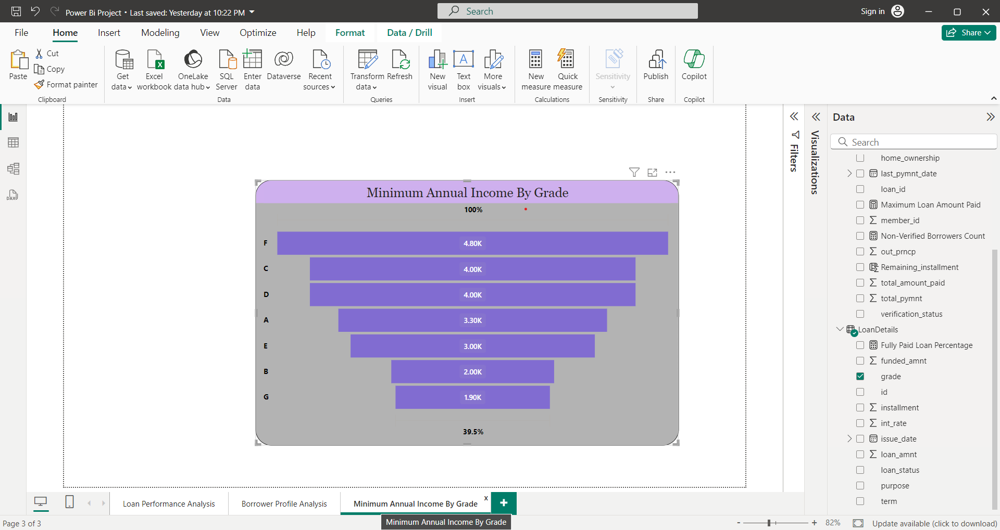 Power Bi Project • Last saved: Yesterday at 10:22 PM
Search
Sign in
File Home Insert Modeling View Optimize Help Format Data / Drill
Share
Paste
Cut
Copy
Format painter
Clipboard
Get data
Excel workbook
OneLake data hub
SQL Server
Enter data
Dataverse
Recent sources
Data
Transform data
Refresh
Queries
New visual
Text box
More visuals
Insert
New measure
Quick measure
Calculations
Sensitivity
Sensitivity
Publish
Share
Copilot
Copilot
DAX
Minimum Annual Income By Grade
100%
F 4.80K
C 4.00K
D 4.00K
A 3.30K
E 3.00K
B 2.00K
G 1.90K
39.5%
Filters
Visualizations
Data
Search
home_ownership
last_pymnt_date
loan_id
Maximum Loan Amount Paid
member_id
Non-Verified Borrowers Count
out_prncp
Remaining_installment
total_amount_paid
total_pymnt
verification_status
LoanDetails
Fully Paid Loan Percentage
funded_amnt
grade
id
installment
int_rate
issue_date
loan_amnt
loan_status
purpose
term
Loan Performance Analysis
Borrower Profile Analysis
Minimum Annual Income By Grade x
+
Minimum Annual Income By Grade
Page 3 of 3
- + 82%
Update available (click to download)